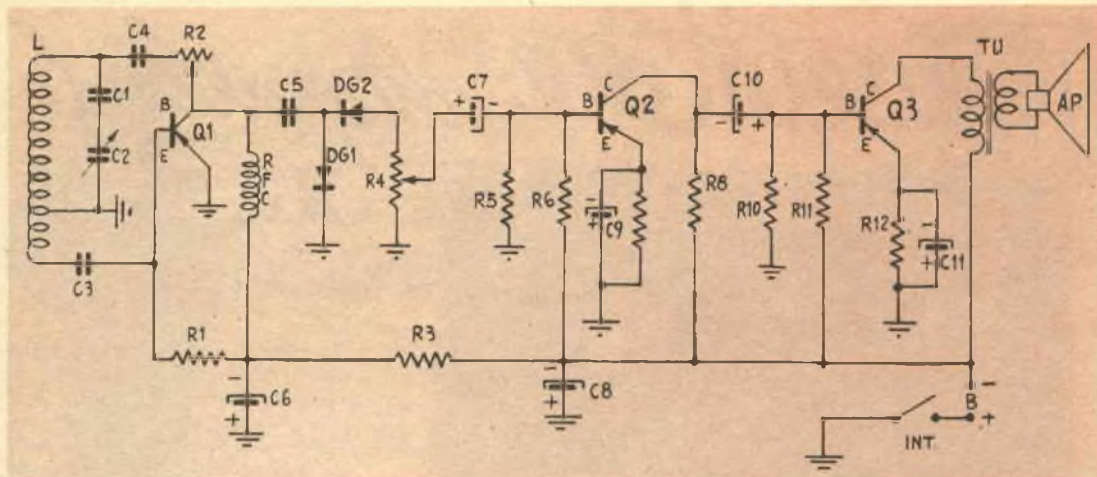 L
C4
R2
C1
B
Q1
C2
E
C3
R1
C5
DG2
RFC
DG1
R4
C6
- +
R3
C7
+ -
R5
R6
B
C
Q2
E
- +
C9
C8
- +
R8
C10
- +
R10
R11
B
C
Q3
E
R12
- +
C11
TU
AP
- B +
INT